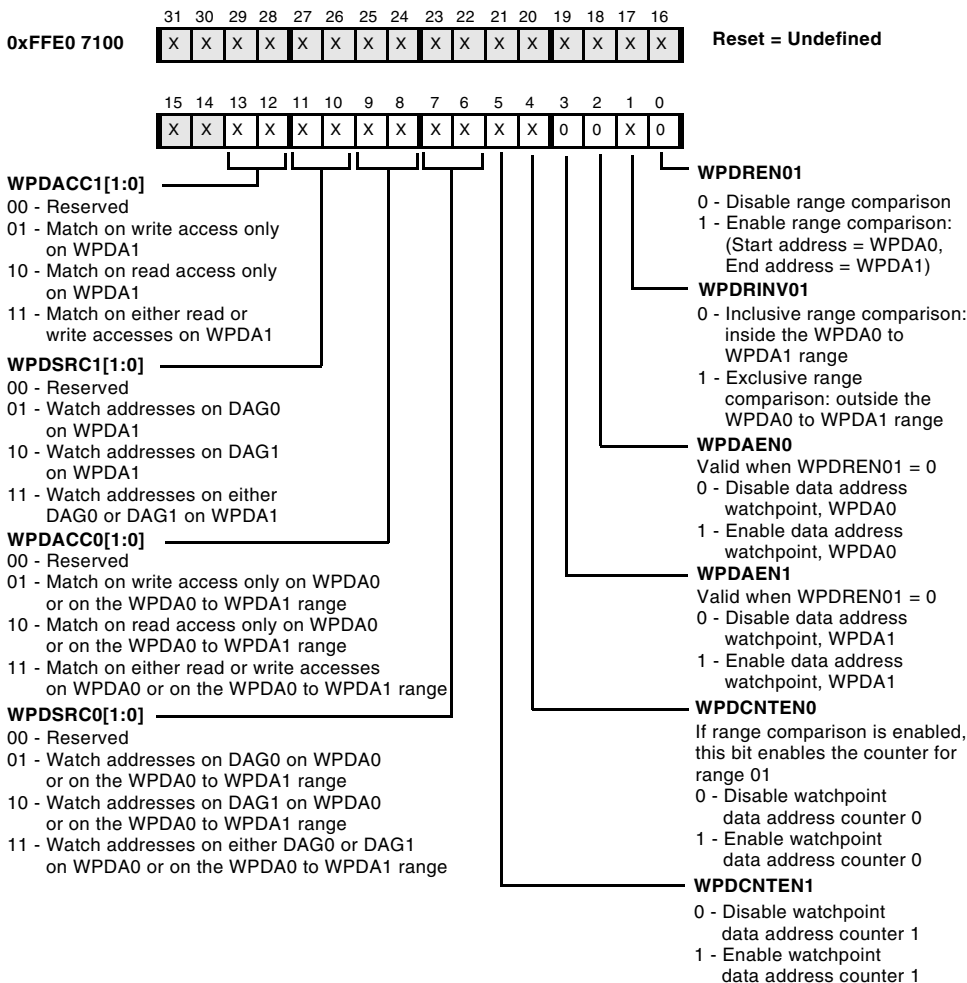 31 30 29 28 27 26 25 24 23 22 21 20 19 18 17 16
0xFFE0 7100 X X X X X X X X X X X X X X X X Reset = Undefined
15 14 13 12 11 10 9 8 7 6 5 4 3 2 1 0
X X X X X X X X X X X X 0 0 X 0
WPDACC1[1:0]
00 - Reserved
01 - Match on write access only
on WPDA1
10 - Match on read access only
on WPDA1
11 - Match on either read or
write accesses on WPDA1
WPDSRC1[1:0]
00 - Reserved
01 - Watch addresses on DAG0
on WPDA1
10 - Watch addresses on DAG1
on WPDA1
11 - Watch addresses on either
DAG0 or DAG1 on WPDA1
WPDACC0[1:0]
00 - Reserved
01 - Match on write access only on WPDA0
or on the WPDA0 to WPDA1 range
10 - Match on read access only on WPDA0
or on the WPDA0 to WPDA1 range
11 - Match on either read or write accesses
on WPDA0 or on the WPDA0 to WPDA1 range
WPDSRC0[1:0]
00 - Reserved
01 - Watch addresses on DAG0 on WPDA0
or on the WPDA0 to WPDA1 range
10 - Watch addresses on DAG1 on WPDA0
or on the WPDA0 to WPDA1 range
11 - Watch addresses on either DAG0 or DAG1
on WPDA0 or on the WPDA0 to WPDA1 range
WPDREN01
0 - Disable range comparison
1 - Enable range comparison:
(Start address = WPDA0,
End address = WPDA1)
WPDRINV01
0 - Inclusive range comparison:
inside the WPDA0 to
WPDA1 range
1 - Exclusive range
comparison: outside the
WPDA0 to WPDA1 range
WPDAEN0
Valid when WPDREN01 = 0
0 - Disable data address
watchpoint, WPDA0
1 - Enable data address
watchpoint, WPDA0
WPDAEN1
Valid when WPDREN01 = 0
0 - Disable data address
watchpoint, WPDA1
1 - Enable data address
watchpoint, WPDA1
WPDCNTEN0
If range comparison is enabled,
this bit enables the counter for
range 01
0 - Disable watchpoint
data address counter 0
1 - Enable watchpoint
data address counter 0
WPDCNTEN1
0 - Disable watchpoint
data address counter 1
1 - Enable watchpoint
data address counter 1